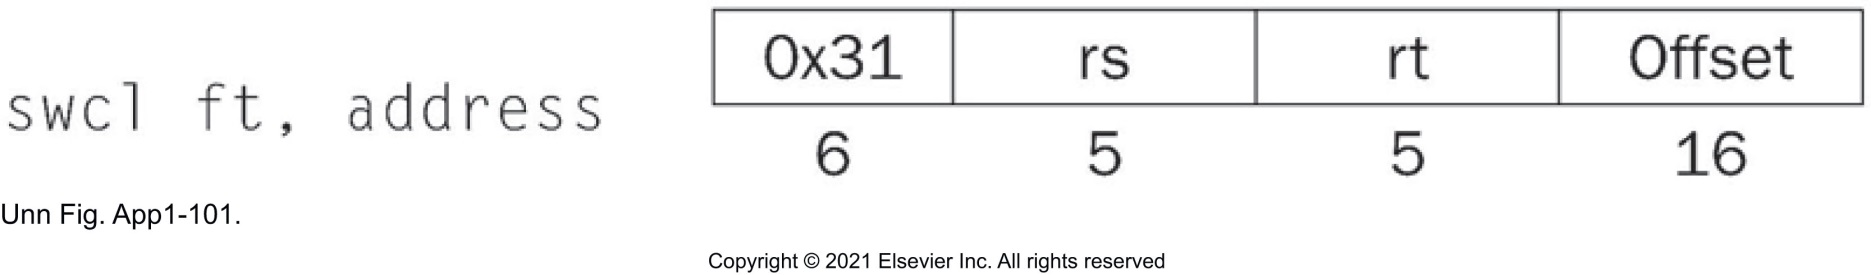 swcl ft, address
0x31 rs rt Offset
6 5 5 16
Unn Fig. App1-101.
Copyright © 2021 Elsevier Inc. All rights reserved